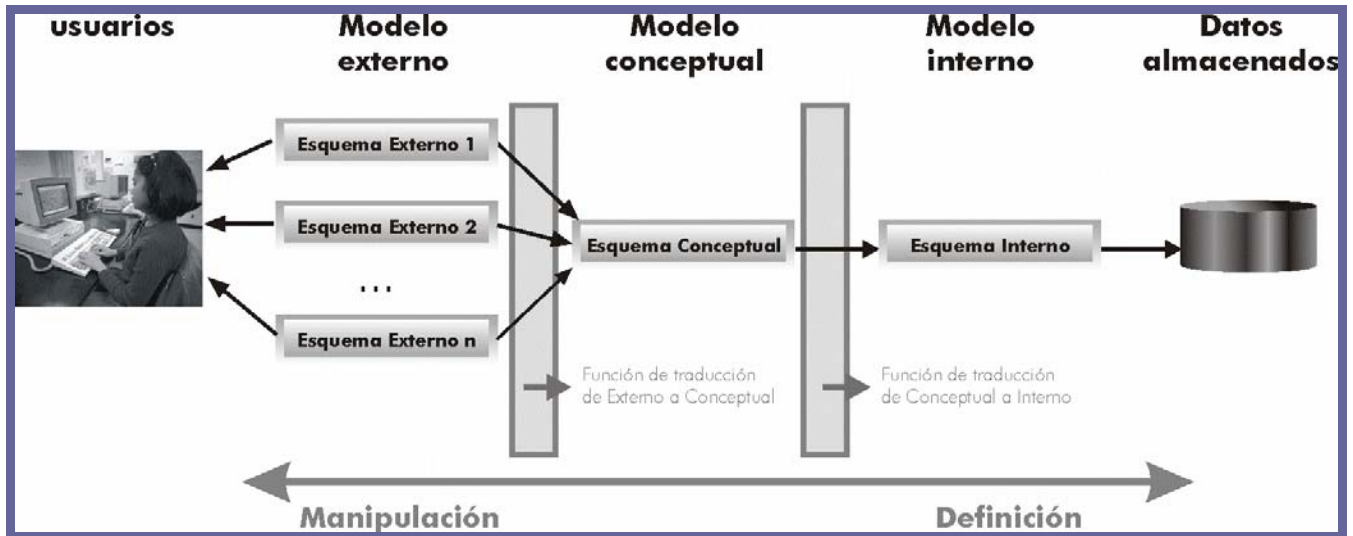 usuarios
Modelo
externo
Modelo
conceptual
Modelo
interno
Datos
almacenados
Esquema Externo 1
Esquema Externo 2
...
Esquema Externo n
Esquema Conceptual
Esquema Interno
Función de traducción
de Externo a Conceptual
Función de traducción
de Conceptual a Interno
Manipulación
Definición